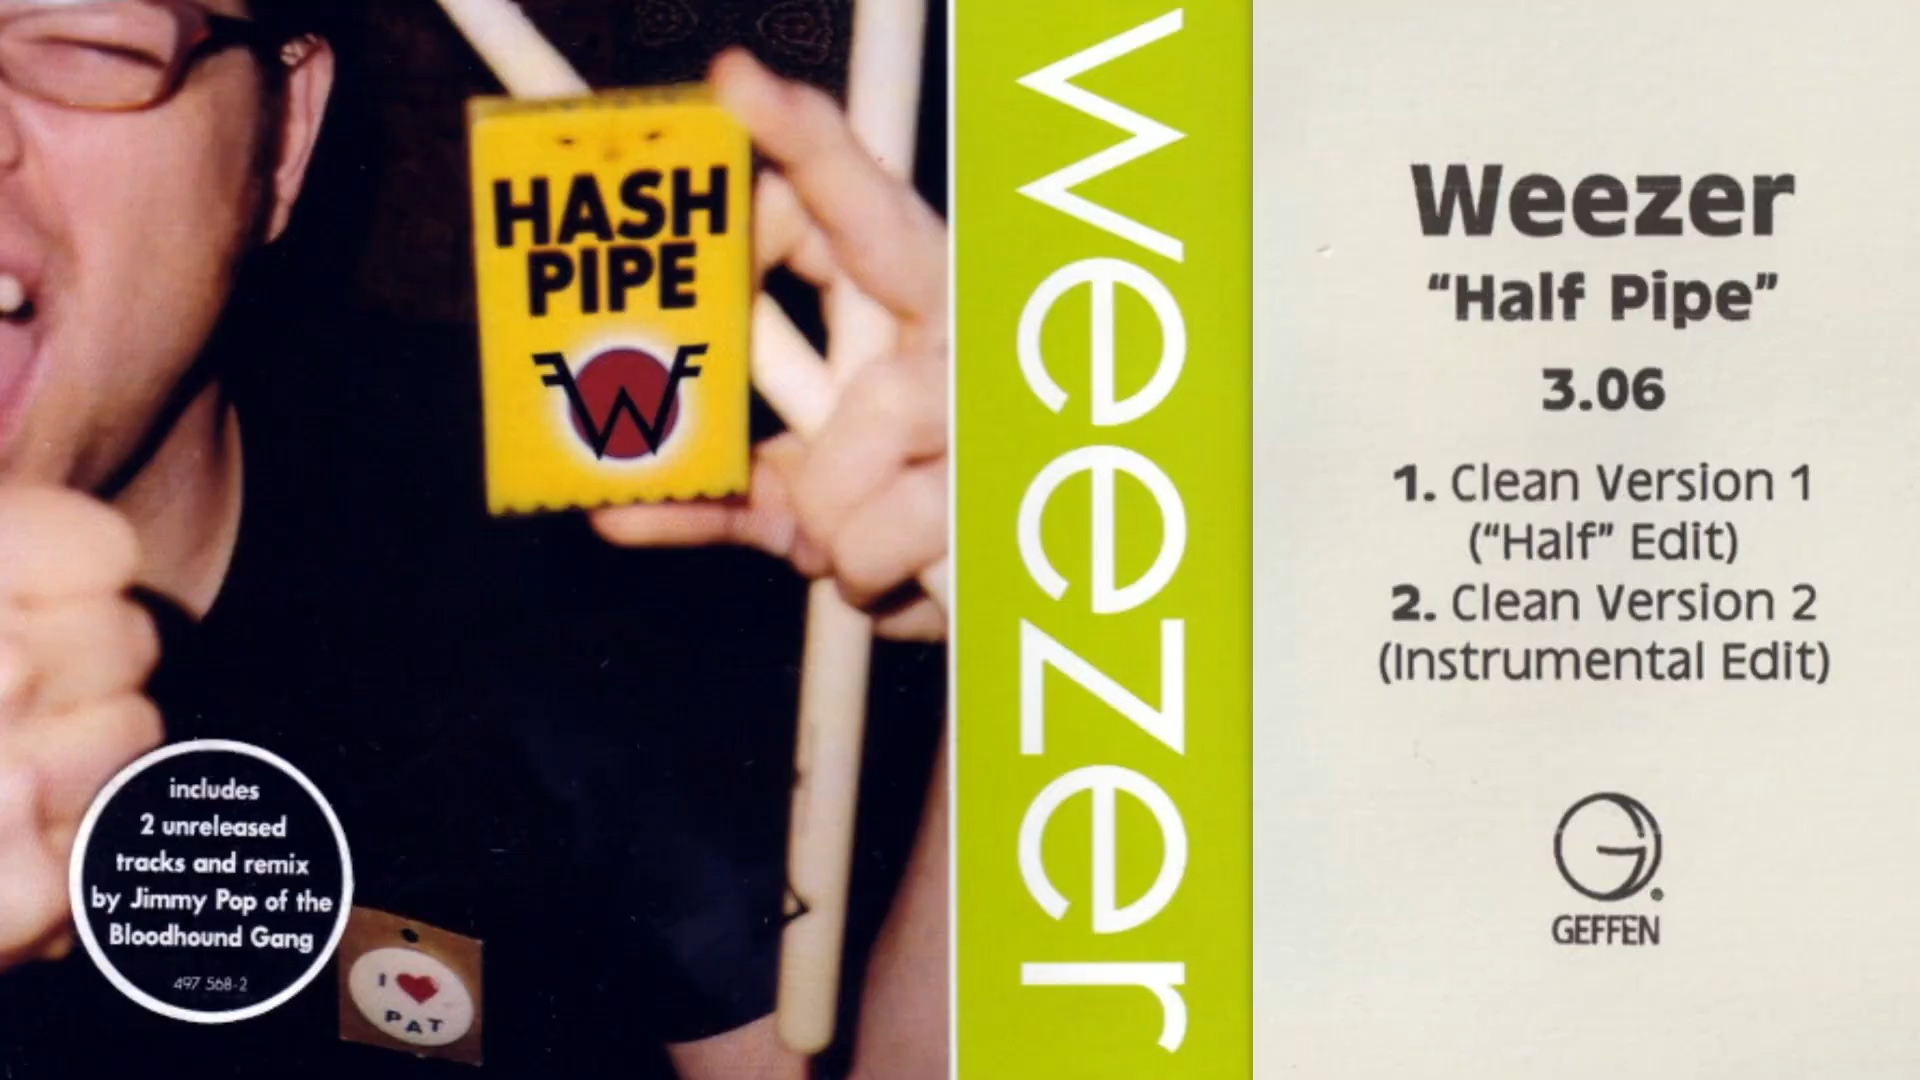 HASH
PIPE
W
includes
2 unreleased
tracks and remix
by Jimmy Pop of the
Bloodhound Gang
497 568-2
I ♥
PAT
weezer
Weezer
“Half Pipe”
3.06
1. Clean Version 1
(“Half” Edit)
2. Clean Version 2
(Instrumental Edit)
G
GEFFEN